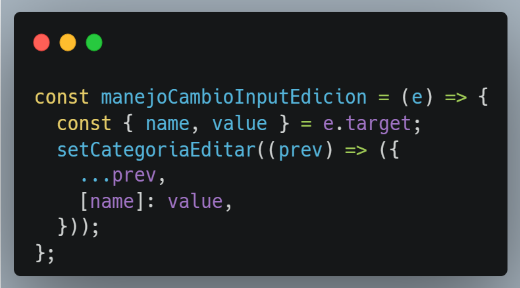 const manejoCambioInputEdicion = (e) => {
  const { name, value } = e.target;
  setCategoriaEditar((prev) => ({
    ...prev,
    [name]: value,
  }));
};